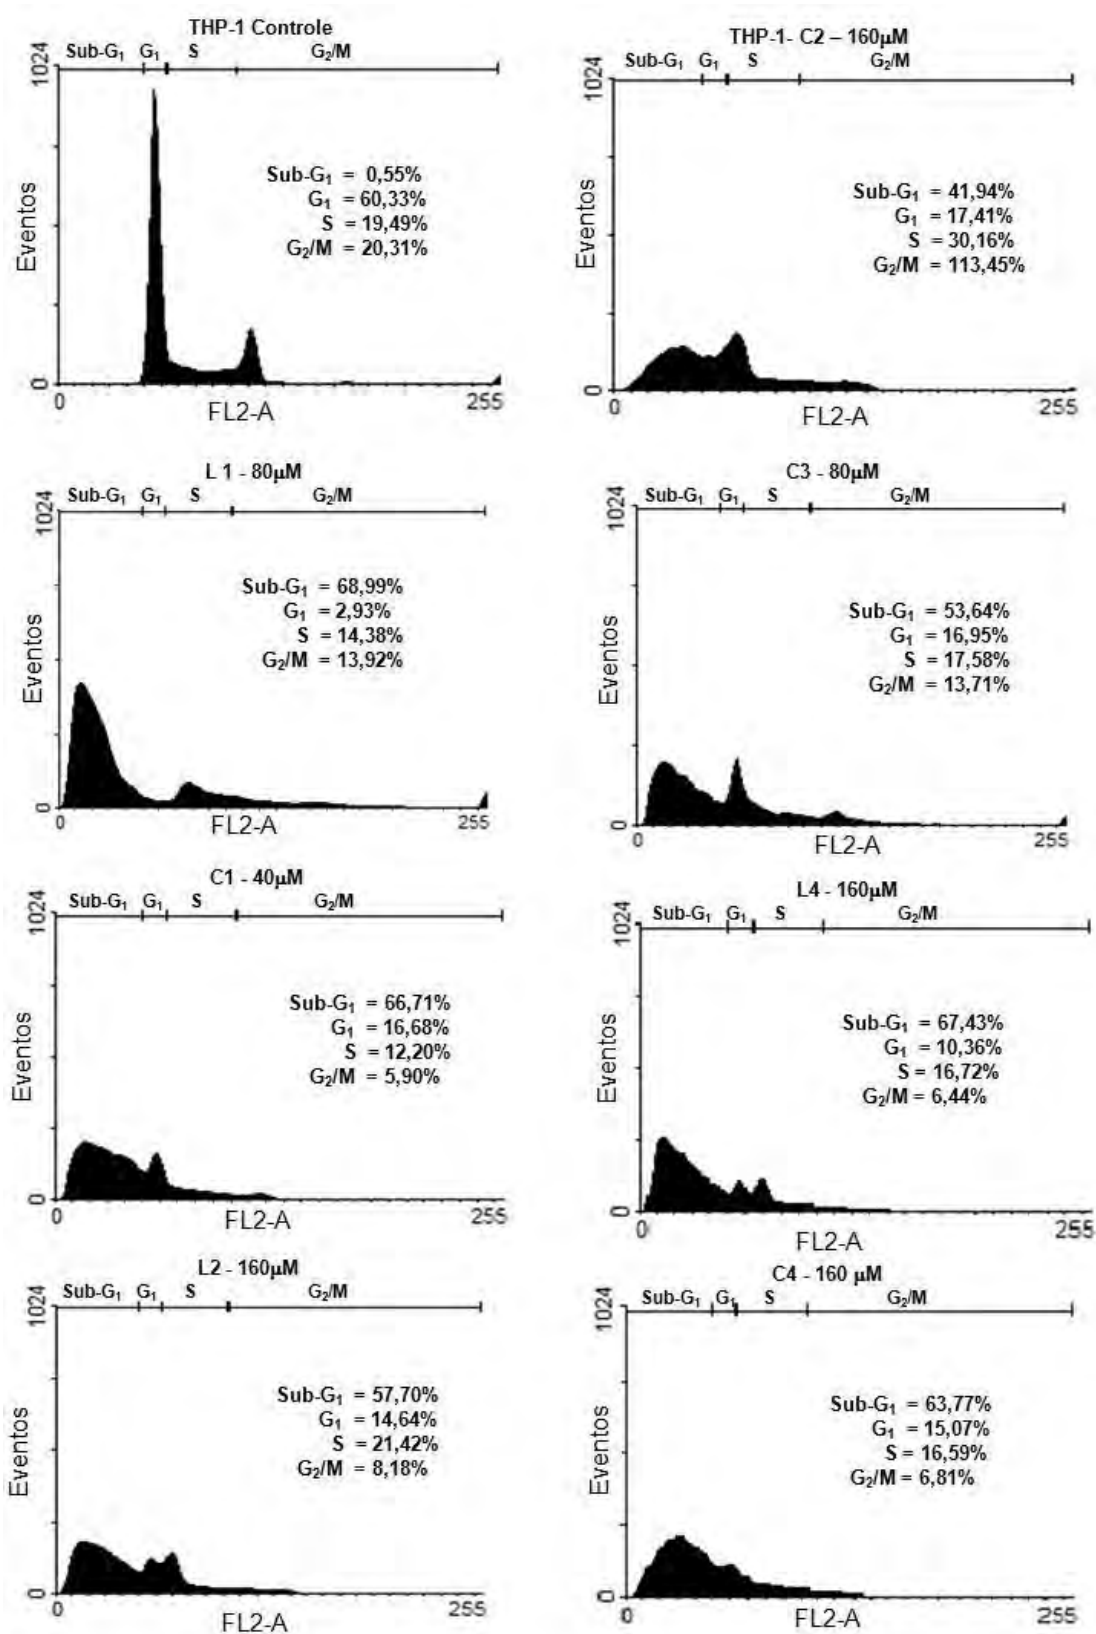 THP-1 Controle
Sub-G₁ G₁ S G₂/M
1024
Eventos
Sub-G₁ = 0,55%
G₁ = 60,33%
S = 19,49%
G₂/M = 20,31%
0
0 255
FL2-A
THP-1- C2 – 160µM
Sub-G₁ G₁ S G₂/M
1024
Eventos
Sub-G₁ = 41,94%
G₁ = 17,41%
S = 30,16%
G₂/M = 113,45%
0
0 255
FL2-A
L 1 - 80µM
Sub-G₁ G₁ S G₂/M
1024
Eventos
Sub-G₁ = 68,99%
G₁ = 2,93%
S = 14,38%
G₂/M = 13,92%
0
0 255
FL2-A
C3 - 80µM
Sub-G₁ G₁ S G₂/M
1024
Eventos
Sub-G₁ = 53,64%
G₁ = 16,95%
S = 17,58%
G₂/M = 13,71%
0
0 255
FL2-A
C1 - 40µM
Sub-G₁ G₁ S G₂/M
1024
Eventos
Sub-G₁ = 66,71%
G₁ = 16,68%
S = 12,20%
G₂/M = 5,90%
0
0 255
FL2-A
L4 - 160µM
Sub-G₁ G₁ S G₂/M
1024
Eventos
Sub-G₁ = 67,43%
G₁ = 10,36%
S = 16,72%
G₂/M = 6,44%
0
0 255
FL2-A
L2 - 160µM
Sub-G₁ G₁ S G₂/M
1024
Eventos
Sub-G₁ = 57,70%
G₁ = 14,64%
S = 21,42%
G₂/M = 8,18%
0
0 255
FL2-A
C4 - 160 µM
Sub-G₁ G₁ S G₂/M
1024
Eventos
Sub-G₁ = 63,77%
G₁ = 15,07%
S = 16,59%
G₂/M = 6,81%
0
0 255
FL2-A